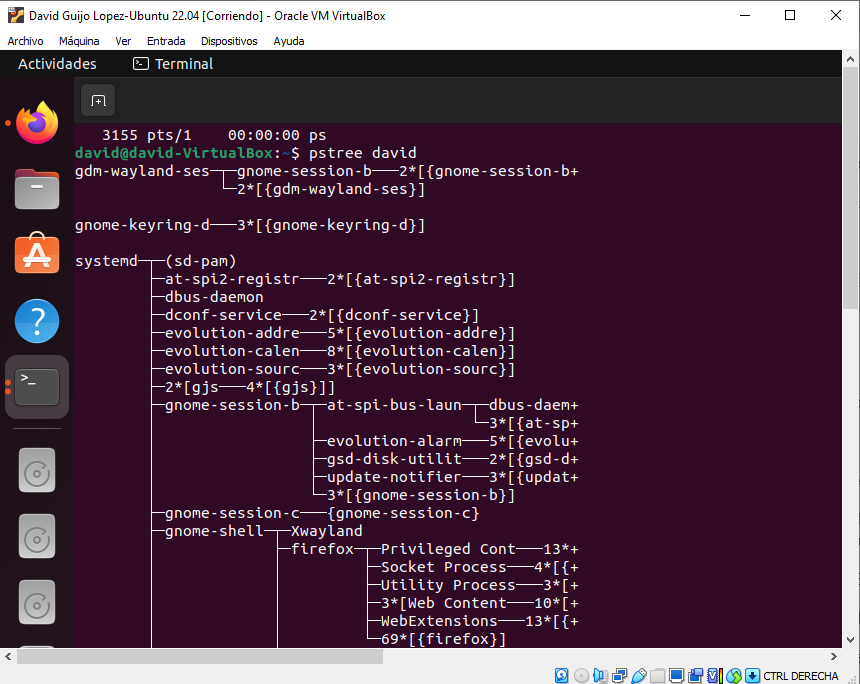 David Guijo Lopez-Ubuntu 22.04 [Corriendo] - Oracle VM VirtualBox
Archivo Máquina Ver Entrada Dispositivos Ayuda
Actividades >_ Terminal
3155 pts/1    00:00:00 ps
david@david-VirtualBox:~$ pstree david
gdm-wayland-ses─┬─gnome-session-b───2*[{gnome-session-b+
                └─2*[{gdm-wayland-ses}]
gnome-keyring-d───3*[{gnome-keyring-d}]
systemd─┬─(sd-pam)
        ├─at-spi2-registr───2*[{at-spi2-registr}]
        ├─dbus-daemon
        ├─dconf-service───2*[{dconf-service}]
        ├─evolution-addre───5*[{evolution-addre}]
        ├─evolution-calen───8*[{evolution-calen}]
        ├─evolution-sourc───3*[{evolution-sourc}]
        ├─2*[gjs───4*[{gjs}]]
        ├─gnome-session-b─┬─at-spi-bus-laun─┬─dbus-daem+
        │                 │                 └─3*[{at-sp+
        │                 ├─evolution-alarm───5*[{evolu+
        │                 ├─gsd-disk-utilit───2*[{gsd-d+
        │                 ├─update-notifier───3*[{updat+
        │                 └─3*[{gnome-session-b}]
        ├─gnome-session-c───{gnome-session-c}
        ├─gnome-shell─┬─Xwayland
        │             ├─firefox─┬─Privileged Cont───13*+
        │             │         ├─Socket Process───4*[{+
        │             │         ├─Utility Process───3*[+
        │             │         ├─3*[Web Content───10*[+
        │             │         ├─WebExtensions───13*[{+
        │             │         └─69*[{firefox}]
CTRL DERECHA